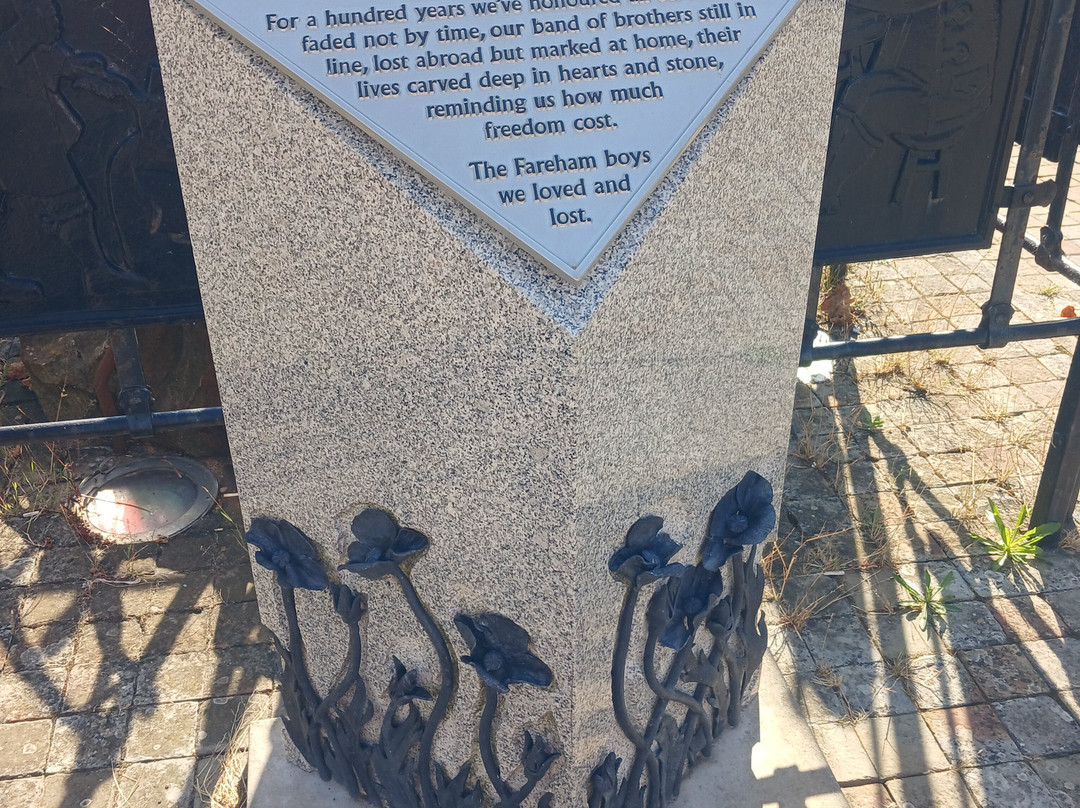 For a hundred years we've honoured
faded not by time, our band of brothers still in
line, lost abroad but marked at home, their
lives carved deep in hearts and stone,
reminding us how much
freedom cost.
The Fareham boys
we loved and
lost.